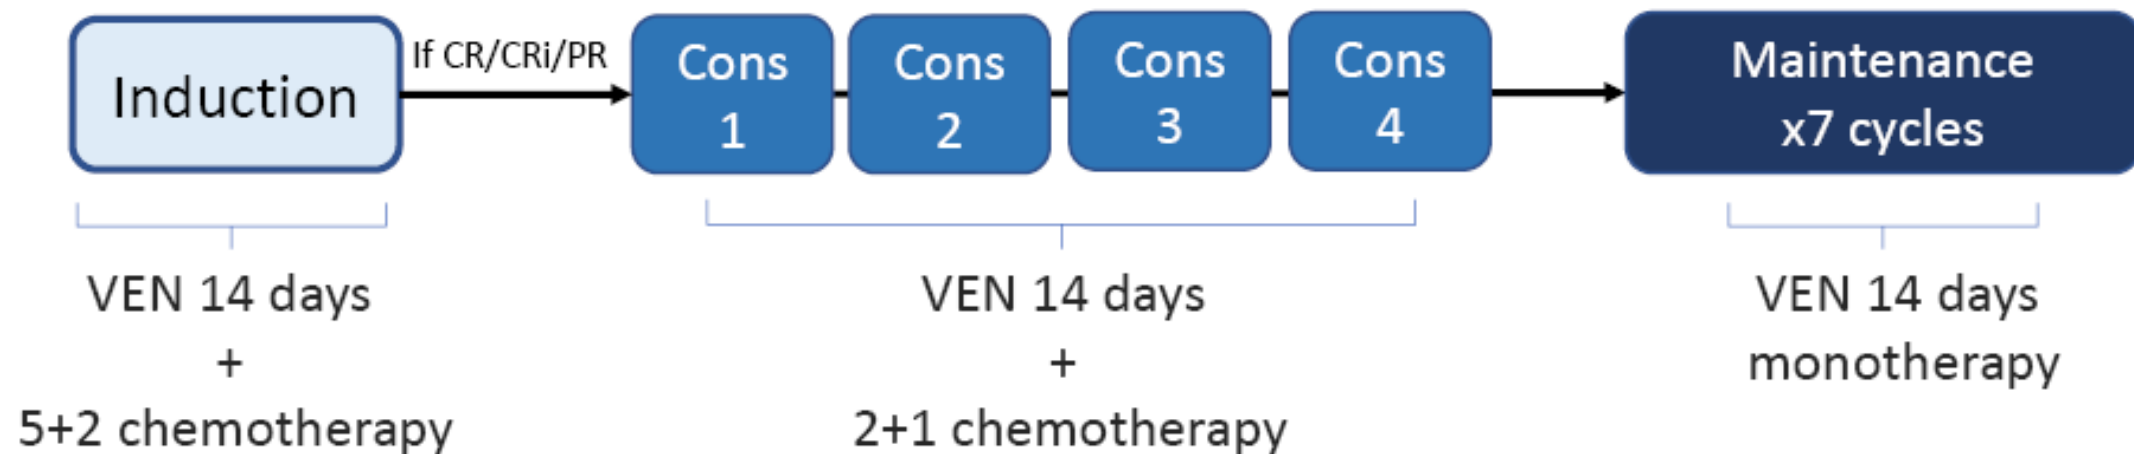 Induction
If CR/CRi/PR
Cons
1
Cons
2
Cons
3
Cons
4
Maintenance
x7 cycles
VEN 14 days
+
5+2 chemotherapy
VEN 14 days
+
2+1 chemotherapy
VEN 14 days
monotherapy